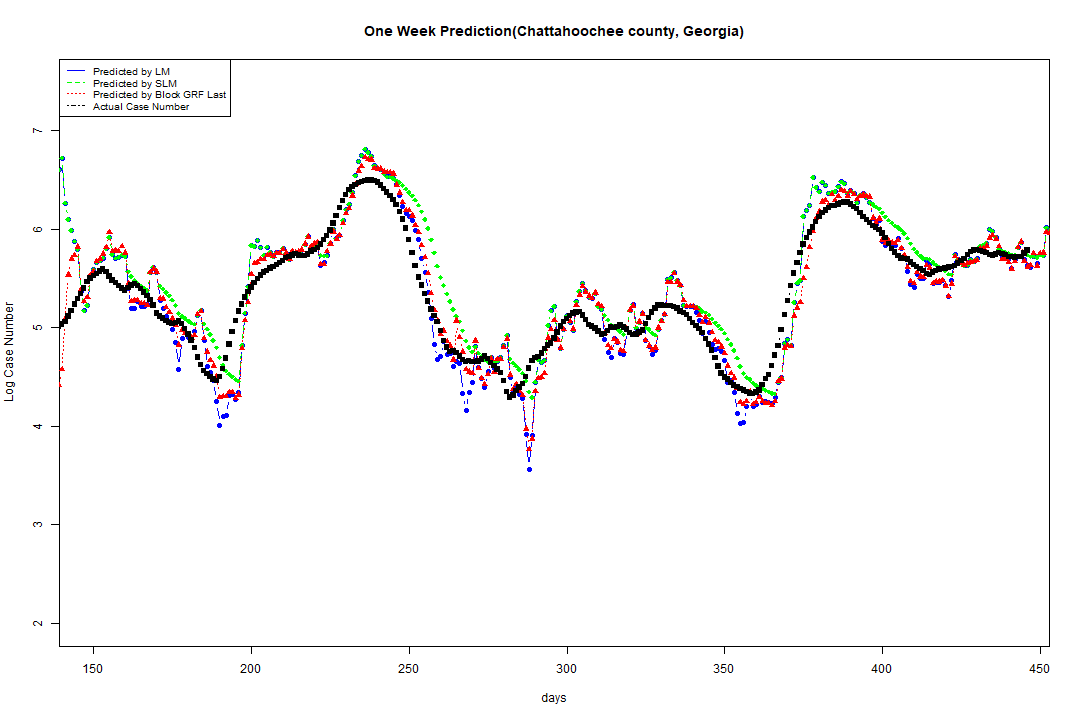 One Week Prediction(Chattahoochee county, Georgia)
Predicted by LM
Predicted by SLM
Predicted by Block GRF Last
Actual Case Number
7
6
5
4
3
2
Log Case Number
150 200 250 300 350 400 450
days